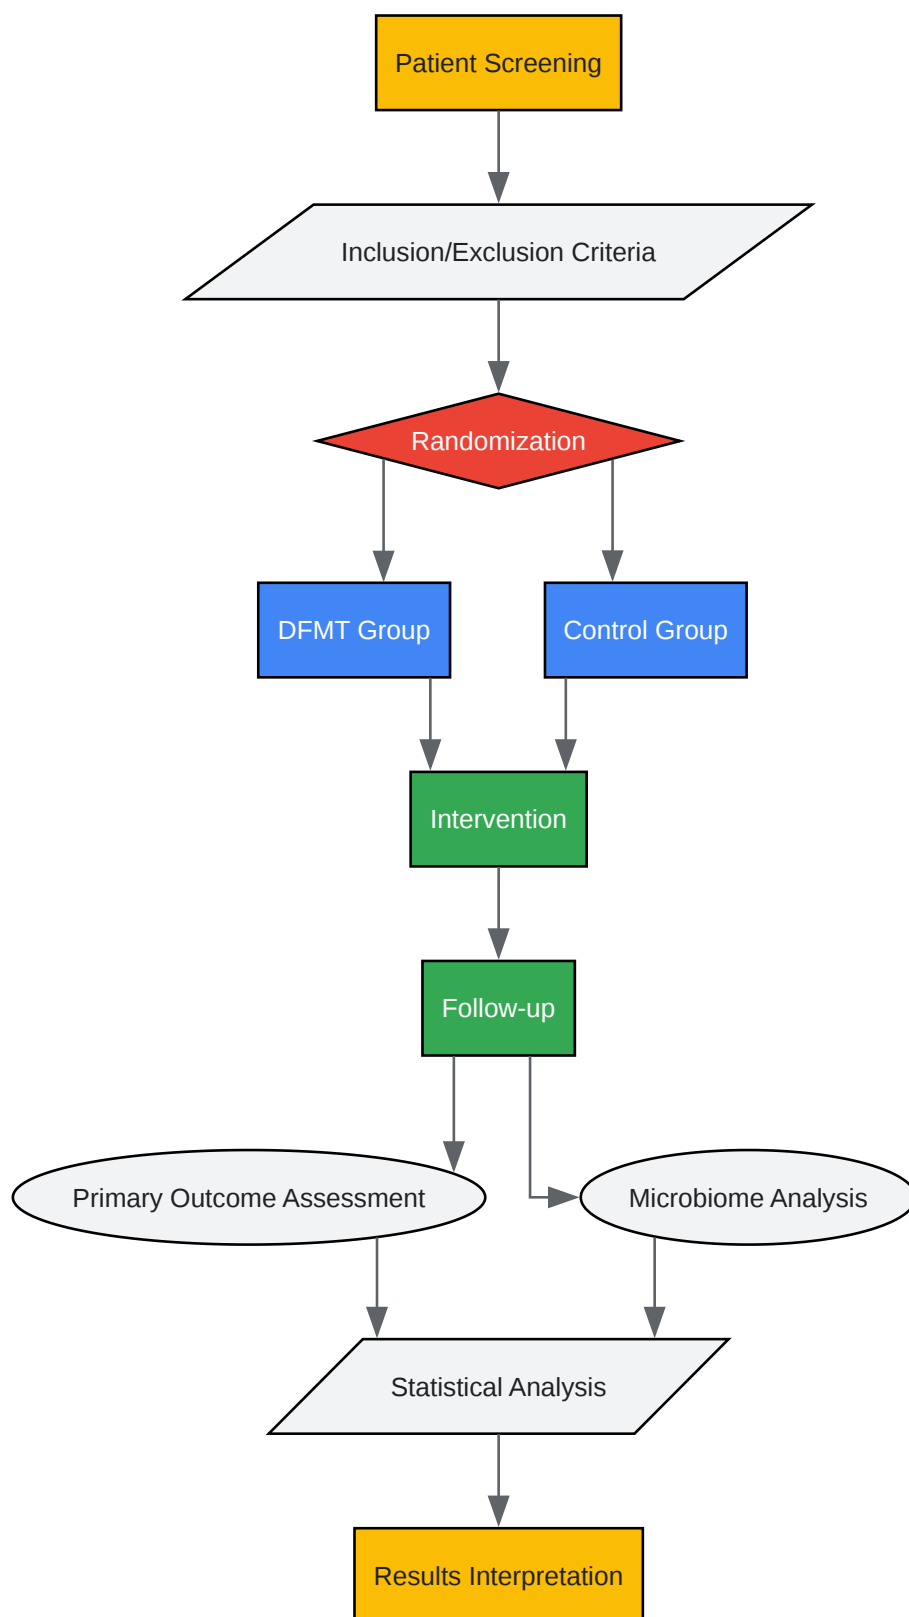 Patient Screening
Inclusion/Exclusion Criteria
Randomization
DFMT Group
Control Group
Intervention
Follow-up
Primary Outcome Assessment
Microbiome Analysis
Statistical Analysis
Results Interpretation